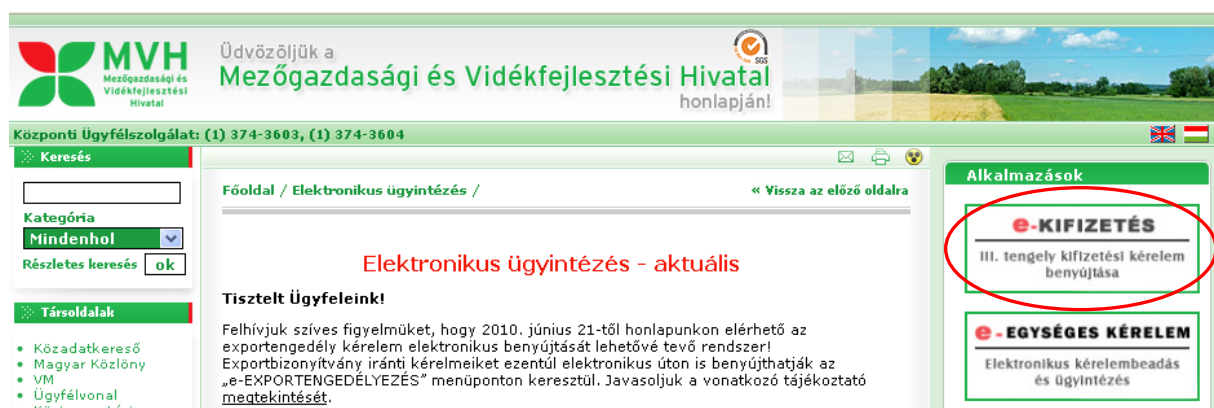 MVH
Mezőgazdasági és
Vidékfejlesztési
Hivatal
Üdvözöljük a
Mezőgazdasági és Vidékfejlesztési Hivatal
honlapján!
SGS
Központi Ügyfélszolgálat: (1) 374-3603, (1) 374-3604
Keresés
Kategória
Mindenhol
Részletes keresés ok
Társoldalak
Közadatkereső
Magyar Közlöny
VM
Ügyfélvonal
Főoldal / Elektronikus ügyintézés /
« Vissza az előző oldalra
Elektronikus ügyintézés - aktuális
Tisztelt Ügyfeleink!
Felhívjuk szíves figyelmüket, hogy 2010. június 21-től honlapunkon elérhető az
exportengedély kérelem elektronikus benyújtását lehetővé tevő rendszer!
Exportbizonyítvány iránti kérelmeiket ezentúl elektronikus úton is benyújthatják az
„e-EXPORTENGEDÉLYEZÉS” menüponton keresztül. Javasoljuk a vonatkozó tájékoztató
megtekintését.
Alkalmazások
e-KIFIZETÉS
III. tengely kifizetési kérelem
benyújtása
e - EGYSÉGES KÉRELEM
Elektronikus kérelembeadás
és ügyintézés